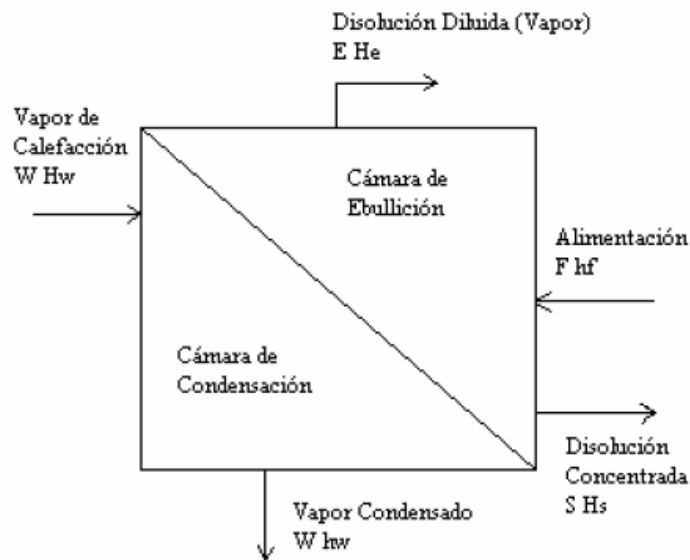 Disolución Diluida (Vapor)
E He
Vapor de
Calefacción
W Hw
Cámara de
Ebullición
Alimentación
F hf
Cámara de
Condensación
Disolución
Concentrada
S Hs
Vapor Condensado
W hw